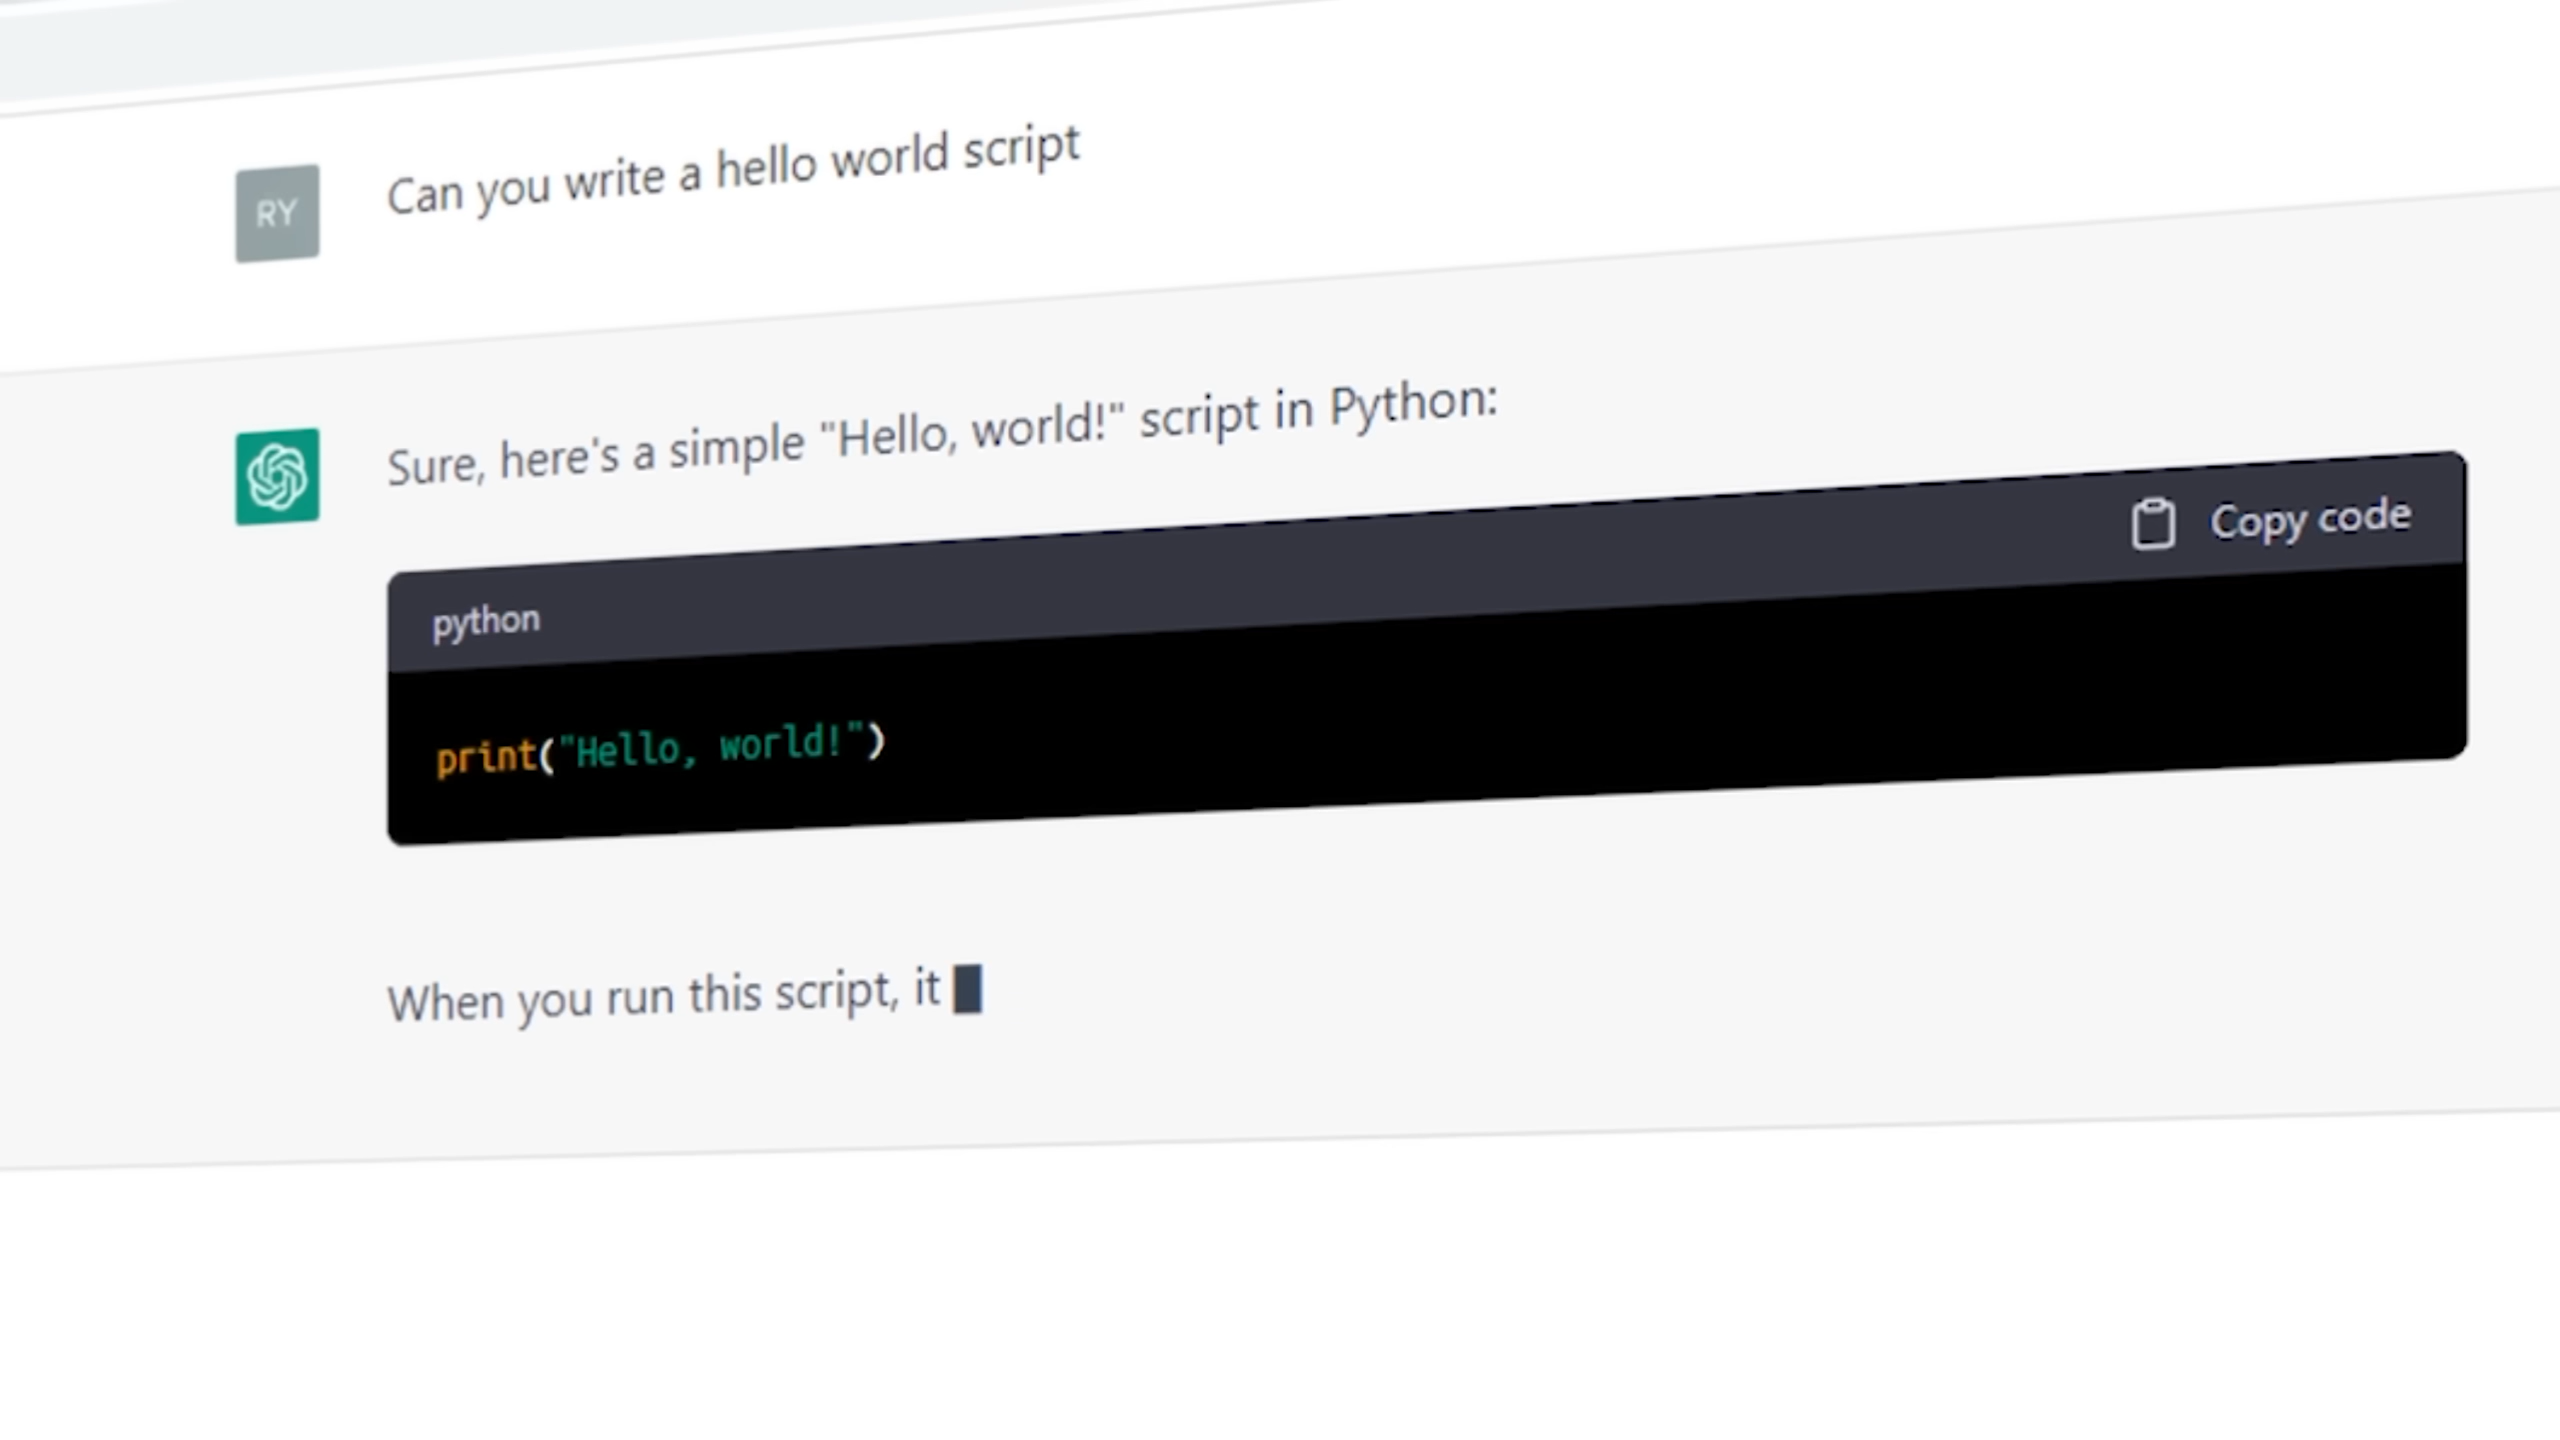 RY
Can you write a hello world script
Sure, here's a simple "Hello, world!" script in Python:
python
Copy code
print("Hello, world!")
When you run this script, it